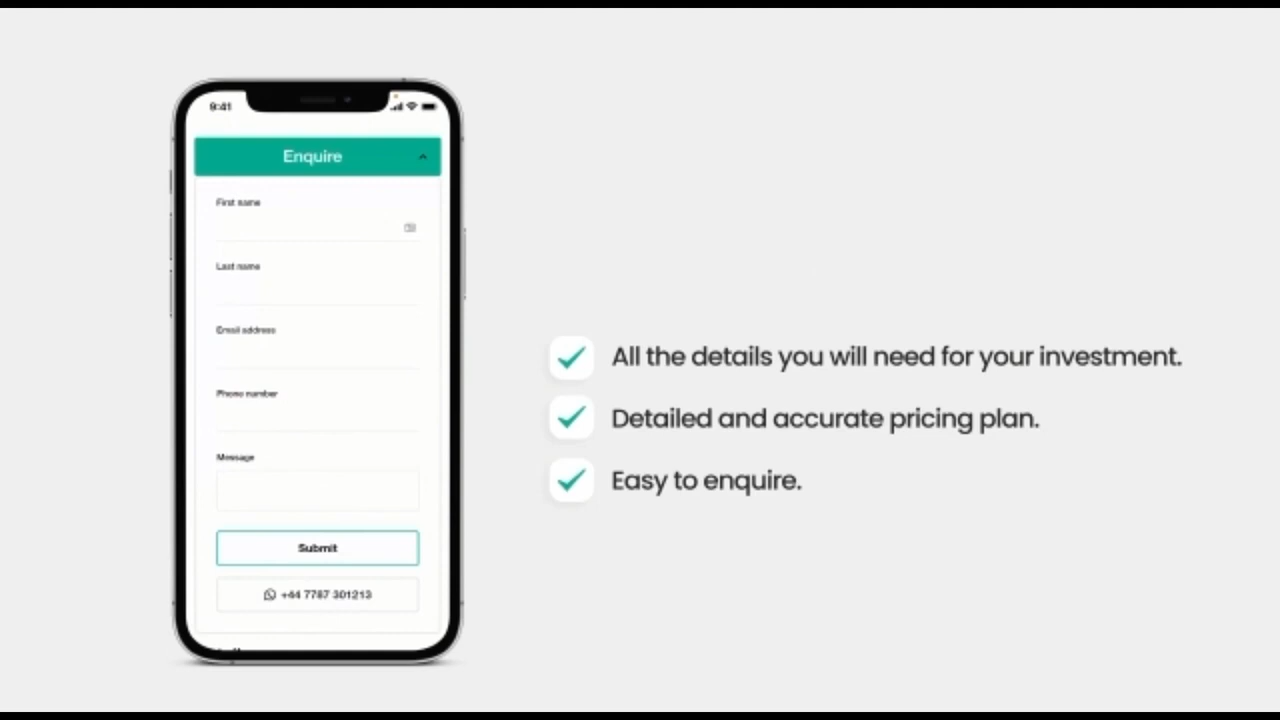 9:41
Enquire
First name
Last name
Email address
Phone number
Message
Submit
+44 7787 301213
All the details you will need for your investment.
Detailed and accurate pricing plan.
Easy to enquire.